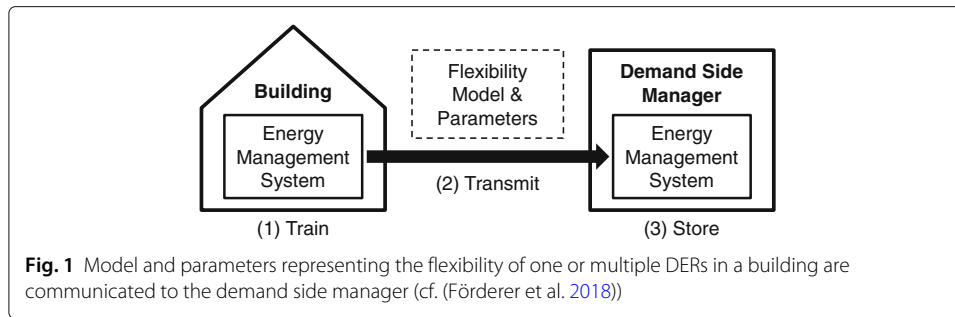 Building
Energy
Management
System
(1) Train
Flexibility
Model &
Parameters
(2) Transmit
Demand Side
Manager
Energy
Management
System
(3) Store
Fig. 1 Model and parameters representing the flexibility of one or multiple DERs in a building are
communicated to the demand side manager (cf. (Förderer et al. 2018))